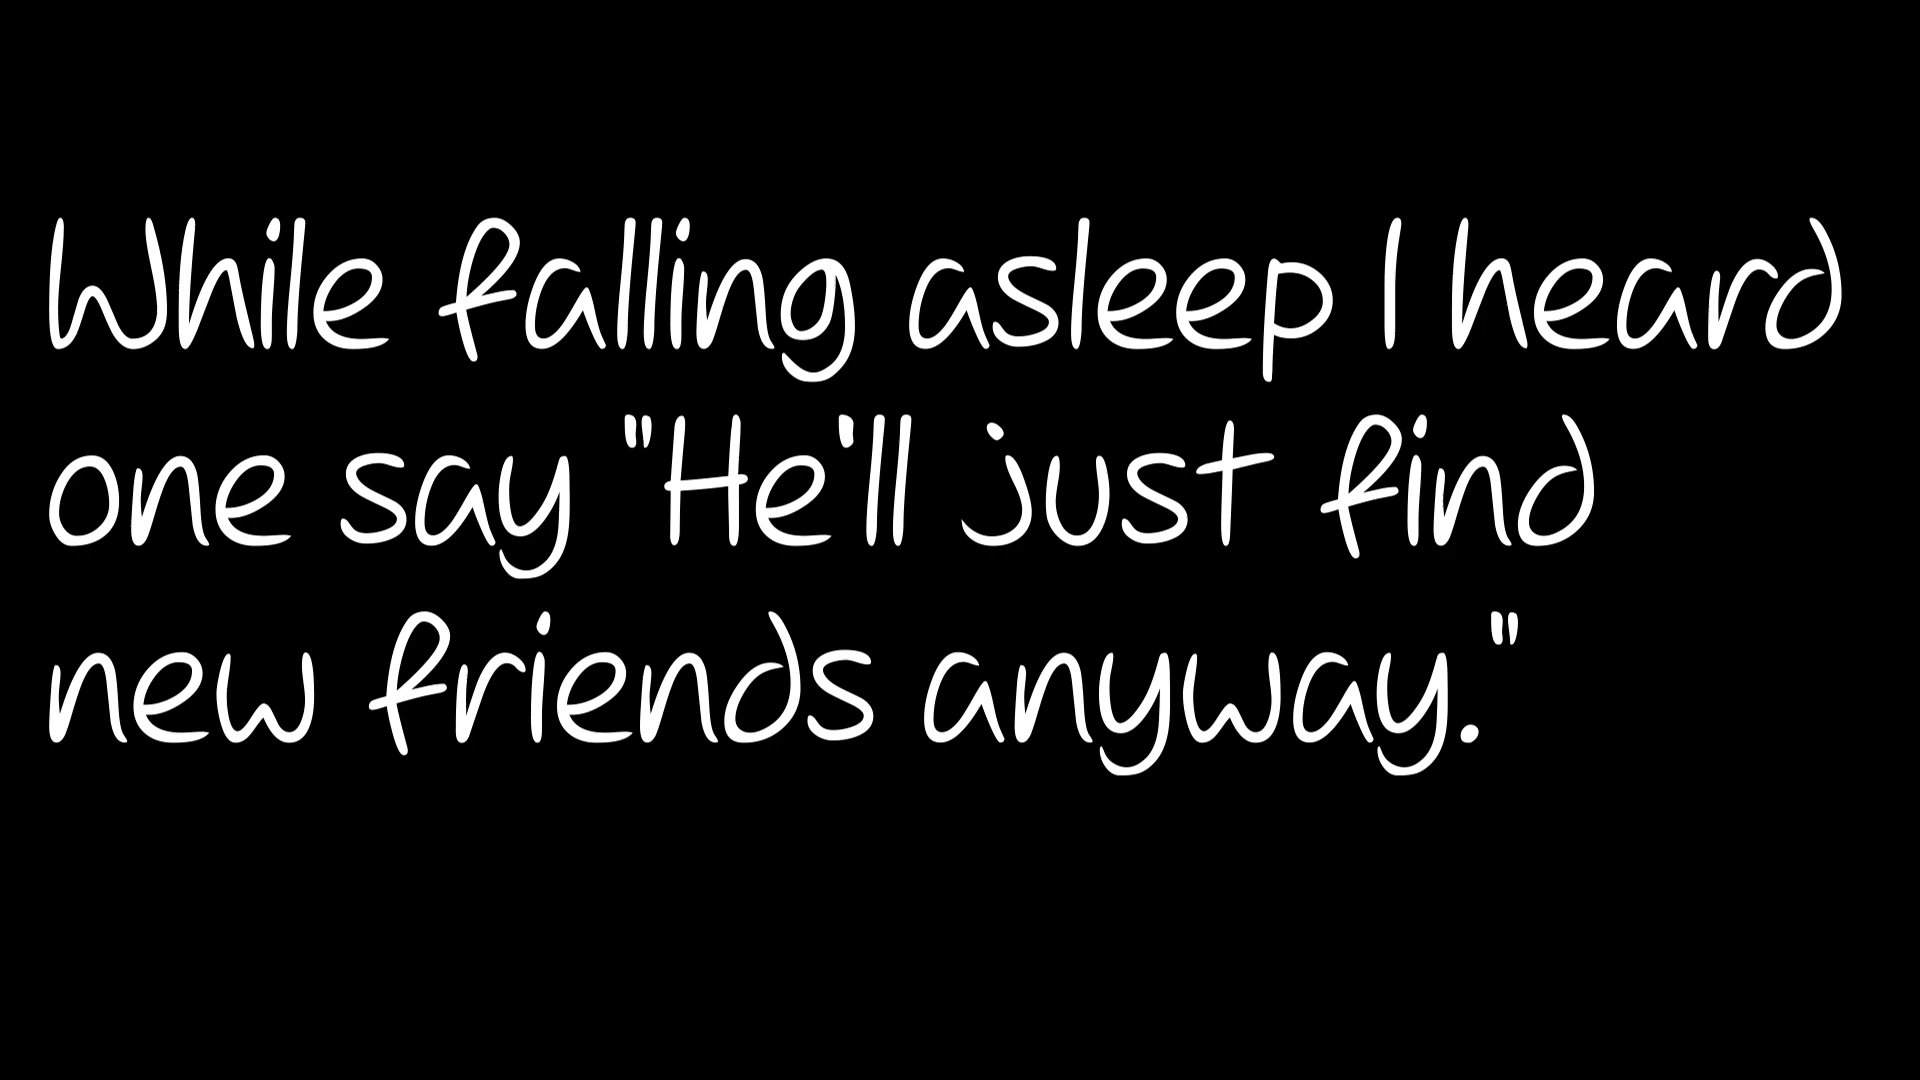 While falling asleep I heard
one say "He'll just find
new friends anyway."